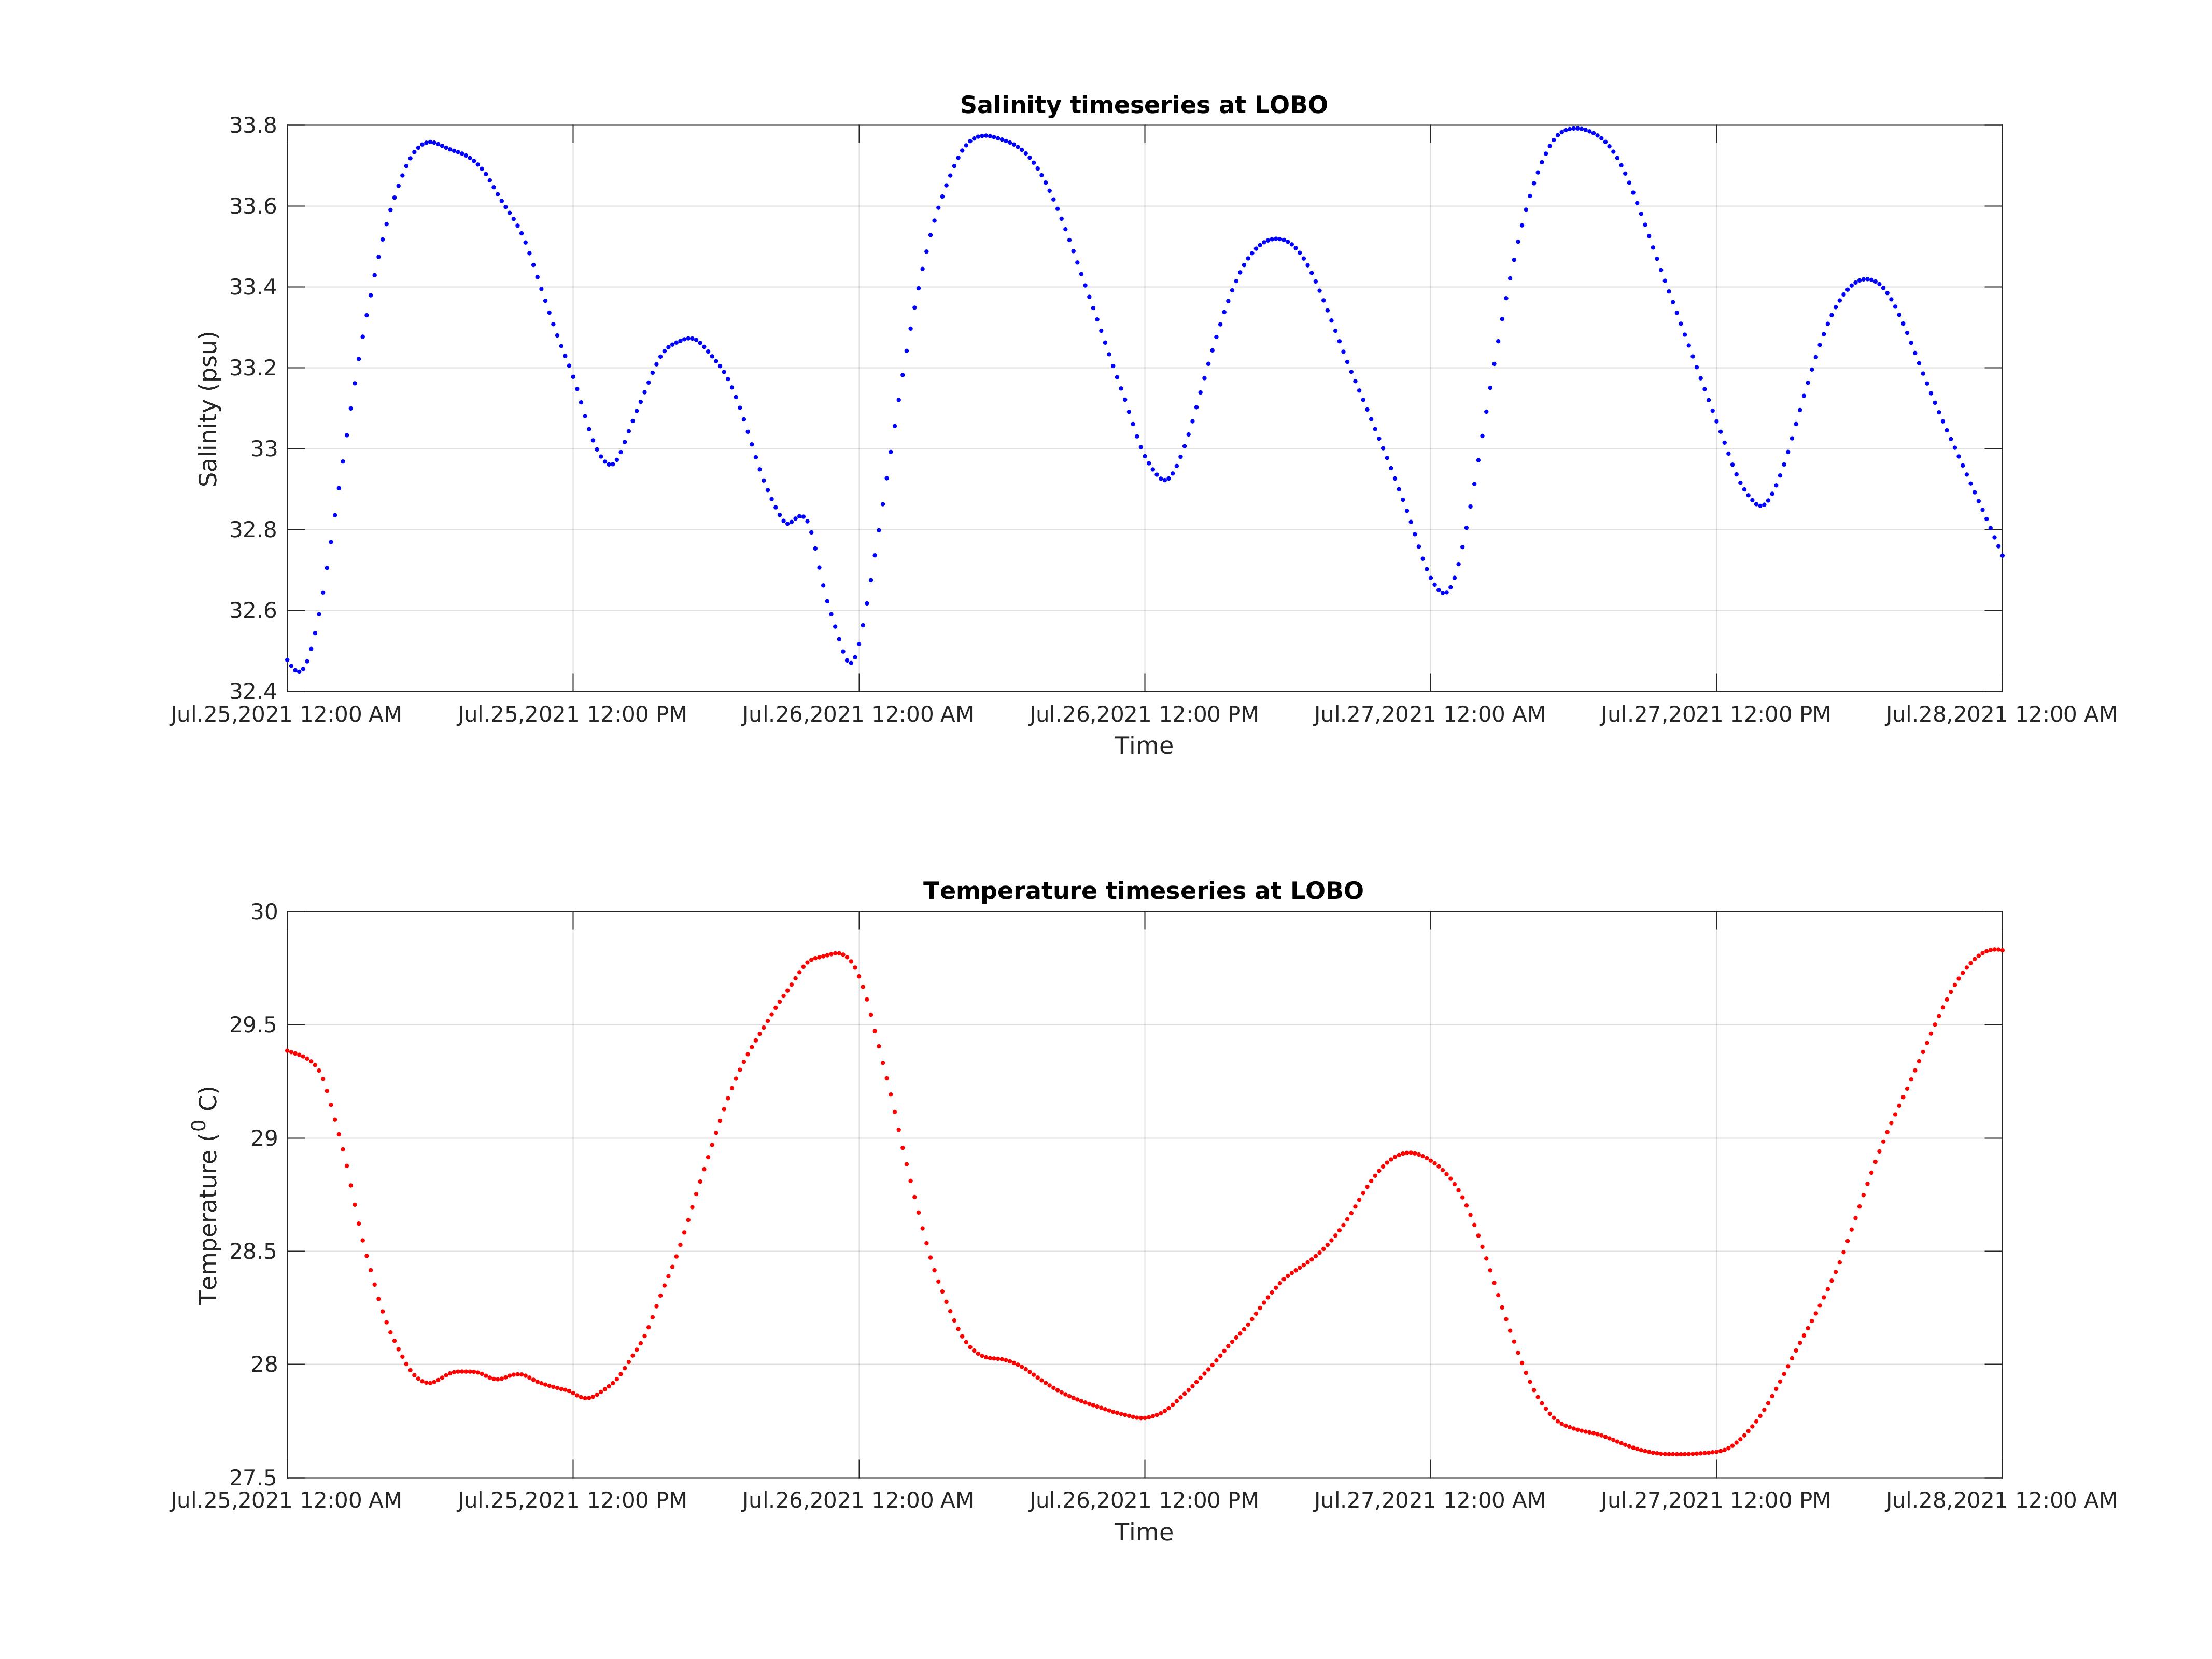 Salinity timeseries at LOBO
33.8
33.6
33.4
33.2
33
32.8
32.6
32.4
Salinity (psu)
Jul.25,2021 12:00 AM Jul.25,2021 12:00 PM Jul.26,2021 12:00 AM Jul.26,2021 12:00 PM Jul.27,2021 12:00 AM Jul.27,2021 12:00 PM Jul.28,2021 12:00 AM
Time
Temperature timeseries at LOBO
30
29.5
29
28.5
28
27.5
Temperature (⁰ C)
Jul.25,2021 12:00 AM Jul.25,2021 12:00 PM Jul.26,2021 12:00 AM Jul.26,2021 12:00 PM Jul.27,2021 12:00 AM Jul.27,2021 12:00 PM Jul.28,2021 12:00 AM
Time